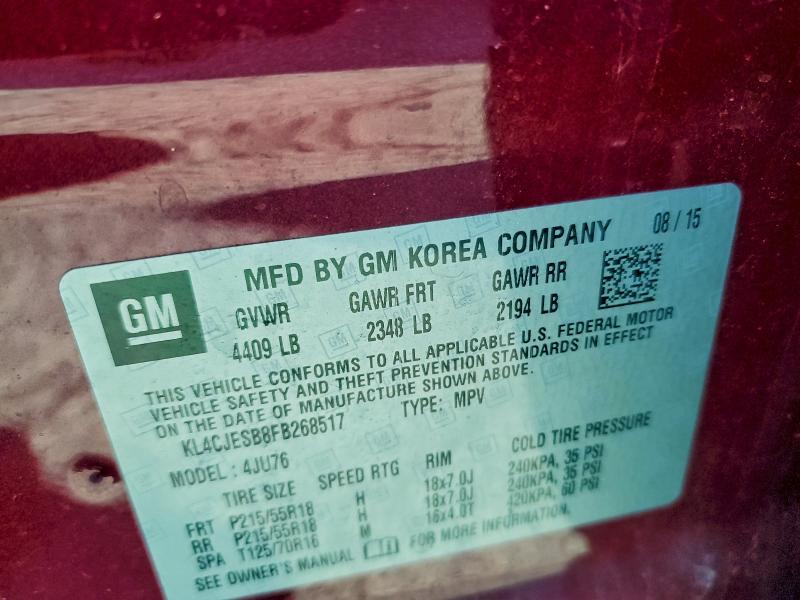 08 / 15
MFD BY GM KOREA COMPANY
GM
GVWR GAWR FRT GAWR RR
4409 LB 2348 LB 2194 LB
THIS VEHICLE CONFORMS TO ALL APPLICABLE U.S. FEDERAL MOTOR
VEHICLE SAFETY AND THEFT PREVENTION STANDARDS IN EFFECT
ON THE DATE OF MANUFACTURE SHOWN ABOVE.
KL4CJESB8FB268517 TYPE: MPV
MODEL : 4JU76
TIRE SIZE SPEED RTG RIM COLD TIRE PRESSURE
FRT P215/55R18 H 18x7.0J 240KPA, 35 PSI
RR P215/55R18 H 18x7.0J 240KPA, 35 PSI
SPA T125/70R16 M 16x4.0T 420KPA, 60 PSI
SEE OWNER'S MANUAL FOR MORE INFORMATION.